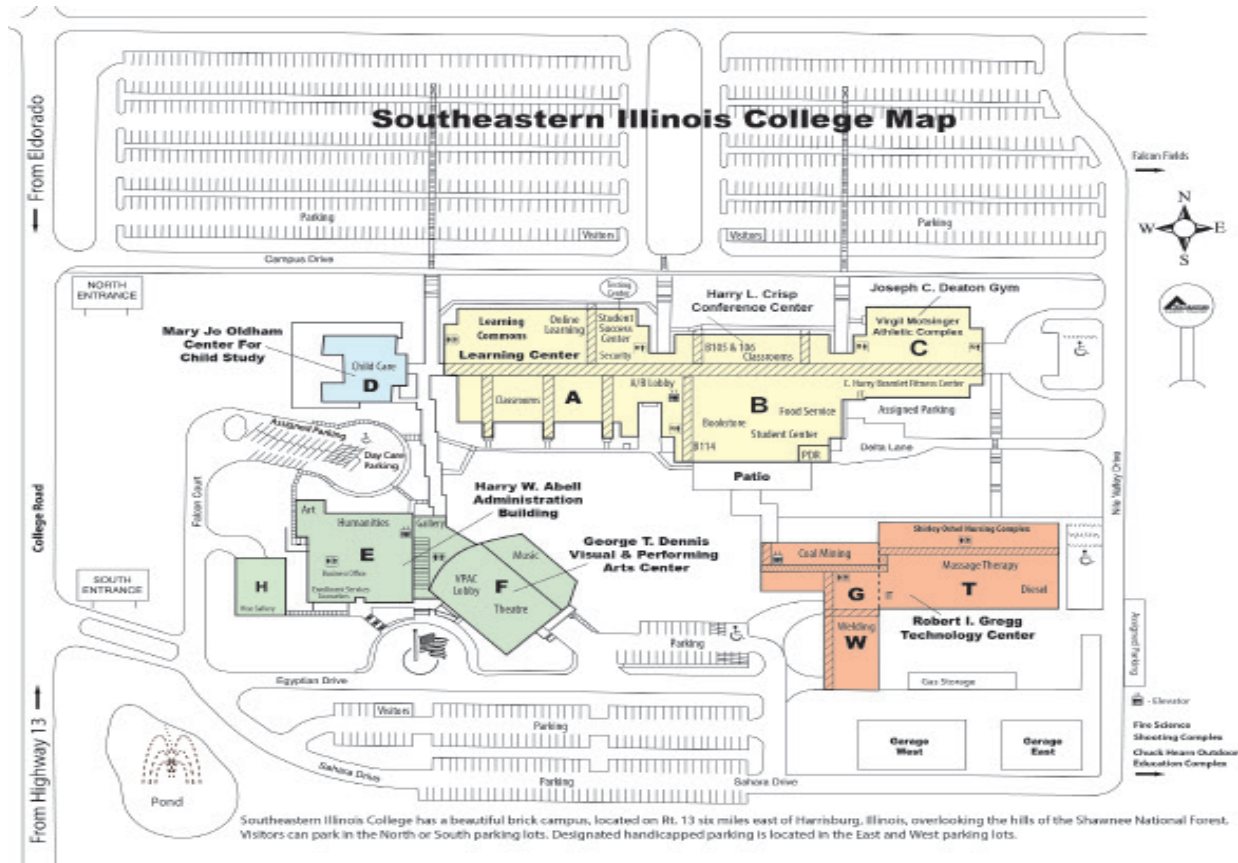 Southeastern Illinois College Map
From Eldorado
Falcon Fields
N
W
E
S
Parking
Visitors
Visitors
Parking
Campus Drive
NORTH
ENTRANCE
Testing
Center
Harry L. Crisp
Conference Center
Joseph C. Deaton Gym
Virgil Motsinger
Athletic Complex
Mary Jo Oldham
Center For
Child Study
Learning
Commons
Online
Learning
Student
Success
Center
Security
Learning Center
B105 & 106
Classrooms
C
Child Care
D
A/B Lobby
C. Harry Bramlet Fitness Center
IT
Classrooms
A
B
Food Service
Bookstore
Student Center
Assigned Parking
B114
PDR
Delta Lane
Patio
Assigned Parking
Day Care
Parking
Falcon Court
College Road
Harry W. Abell
Administration
Building
Art
Humanities
Gallery
E
Business Office
Enrollment Services
George T. Dennis
Visual & Performing
Arts Center
Music
VPAC
Lobby
F
Theatre
H
SOUTH
ENTRANCE
Coal Mining
Massage Therapy
T
Diesel
G
IT
Robert I. Gregg
Technology Center
Welding
W
Nile Valley Drive
Assigned Parking
Parking
Gas Storage
Egyptian Drive
Visitors
Parking
Parking
Sahara Drive
Sahara Drive
Garage
West
Garage
East
- Elevator
Fire Science
Shooting Complex
Chuck Hearn Outdoor
Education Complex
From Highway 13
Pond
Southeastern Illinois College has a beautiful brick campus, located on Rt. 13 six miles east of Harrisburg, Illinois, overlooking the hills of the Shawnee National Forest.
Visitors can park in the North or South parking lots. Designated handicapped parking is located in the East and West parking lots.